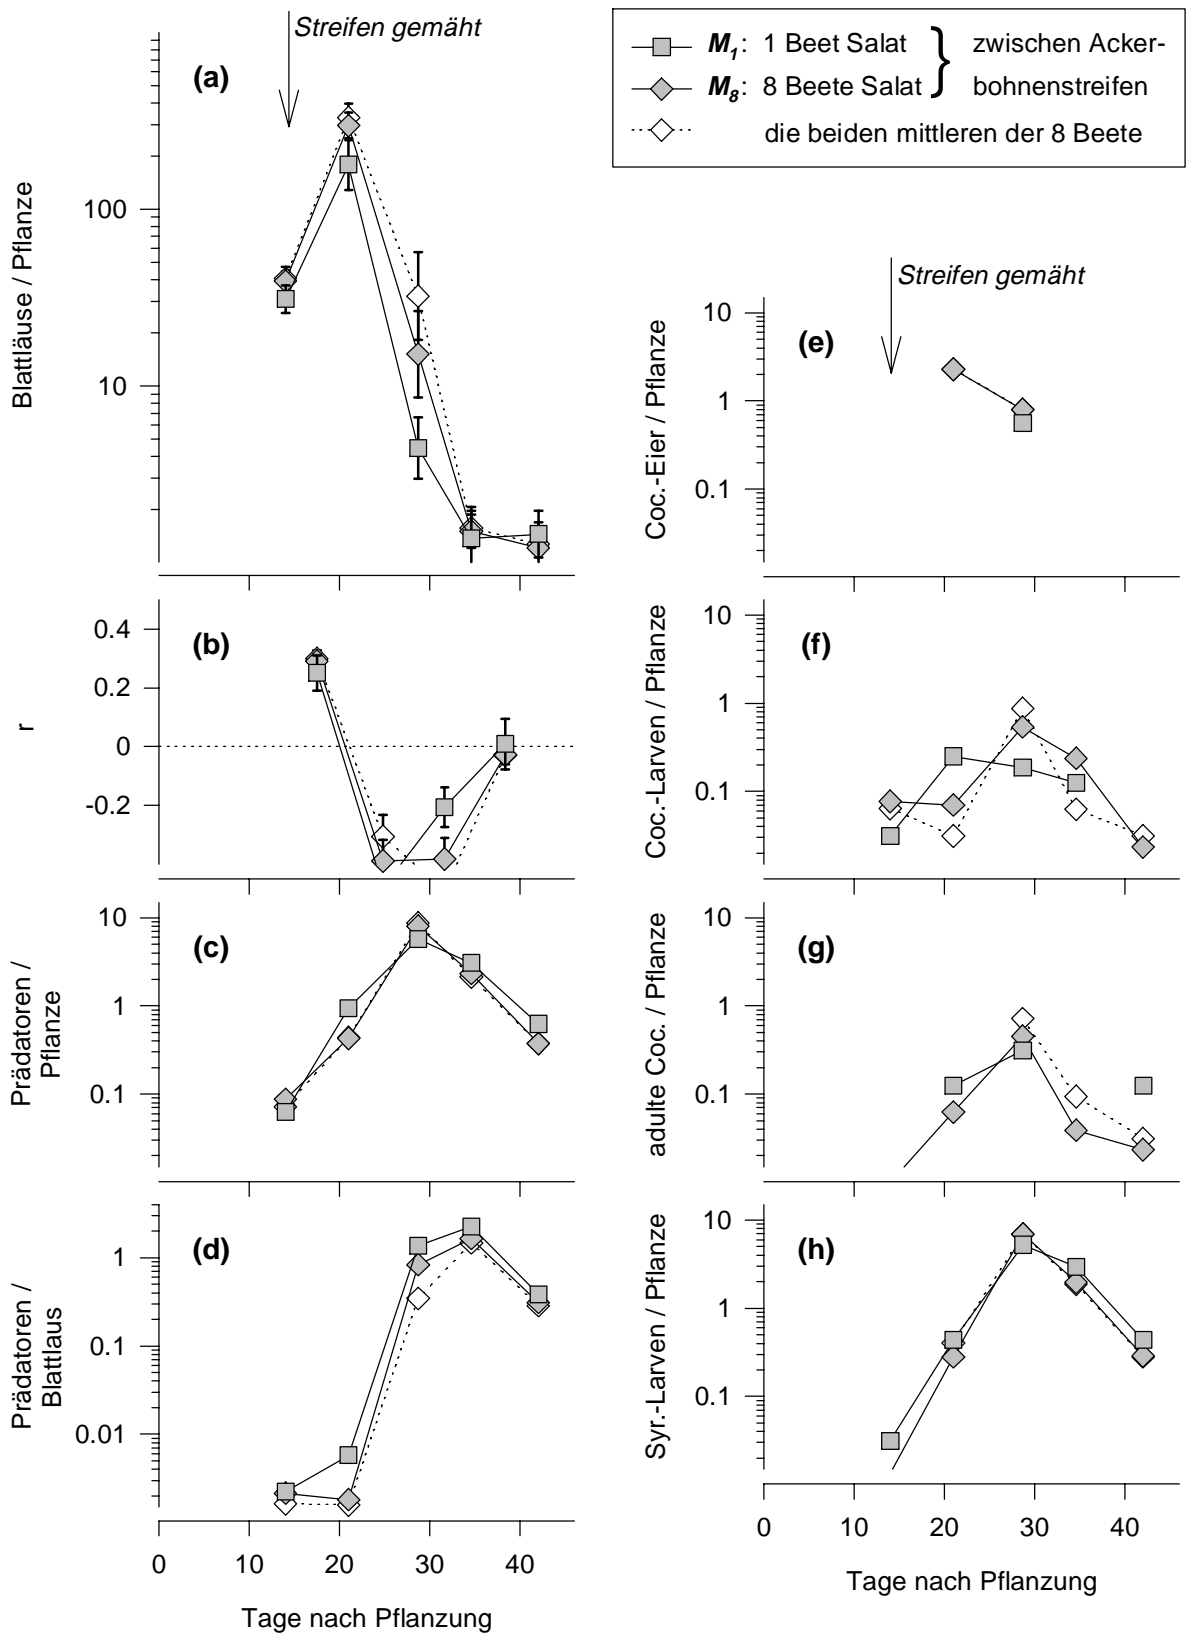 Streifen gemäht
M1: 1 Beet Salat } zwischen Acker-
M8: 8 Beete Salat bohnenstreifen
die beiden mittleren der 8 Beete
(a)
Blattläuse / Pflanze
100
10
(b)
r
0.4
0.2
0
-0.2
(c)
Prädatoren /
Pflanze
10
1
0.1
(d)
Prädatoren /
Blattlaus
1
0.1
0.01
0 10 20 30 40
Tage nach Pflanzung
Streifen gemäht
(e)
Coc.-Eier / Pflanze
10
1
0.1
(f)
Coc.-Larven / Pflanze
10
1
0.1
(g)
adulte Coc. / Pflanze
10
1
0.1
(h)
Syr.-Larven / Pflanze
10
1
0.1
0 10 20 30 40
Tage nach Pflanzung